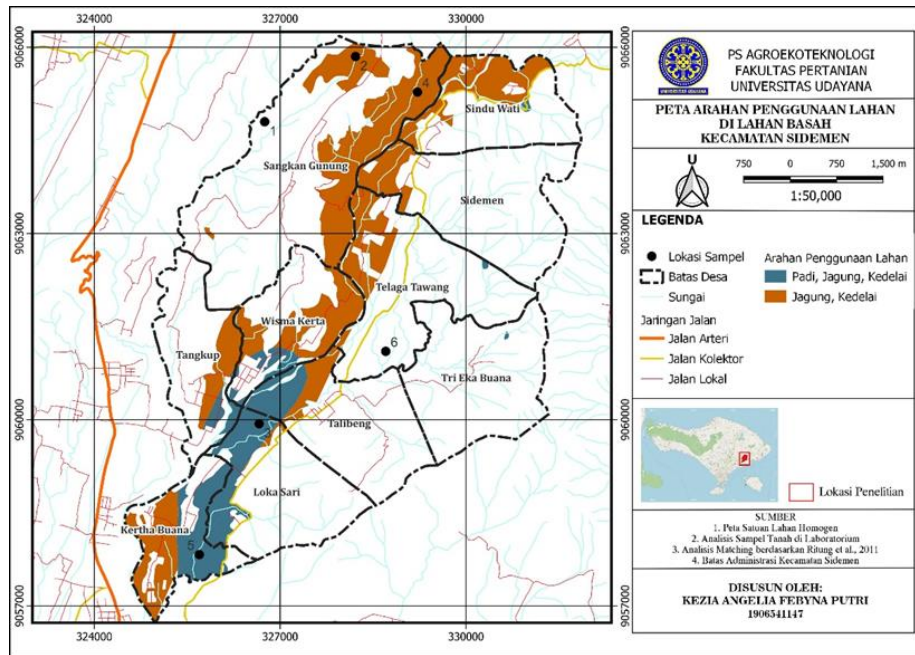 324000
327000
330000
9066000
9063000
9060000
9057000
9066000
9063000
9060000
9057000
324000
327000
330000
2
4
1
Sindu Wati
Sangkan Gunung
Sidemen
Telaga Tawang
Wisma Kerta
Tangkup
6
Tri Eka Buana
Talibeng
Loka Sari
Kertha Buana
5
UNIVERSITAS UDAYANA
PS AGROEKOTEKNOLOGI
FAKULTAS PERTANIAN
UNIVERSITAS UDAYANA
PETA ARAHAN PENGGUNAAN LAHAN
DI LAHAN BASAH
KECAMATAN SIDEMEN
U
750 0 750 1,500 m
1:50,000
LEGENDA
Lokasi Sampel
Batas Desa
Sungai
Jaringan Jalan
Jalan Arteri
Jalan Kolektor
Jalan Lokal
Arahan Penggunaan Lahan
Padi, Jagung, Kedelai
Jagung, Kedelai
Lokasi Penelitian
SUMBER
1. Peta Satuan Lahan Homogen
2. Analisis Sampel Tanah di Laboratorium
3. Analisis Matching berdasarkan Ritung et al., 2011
4. Batas Administrasi Kecamatan Sidemen
DISUSUN OLEH:
KEZIA ANGELIA FEBYNA PUTRI
1906541147